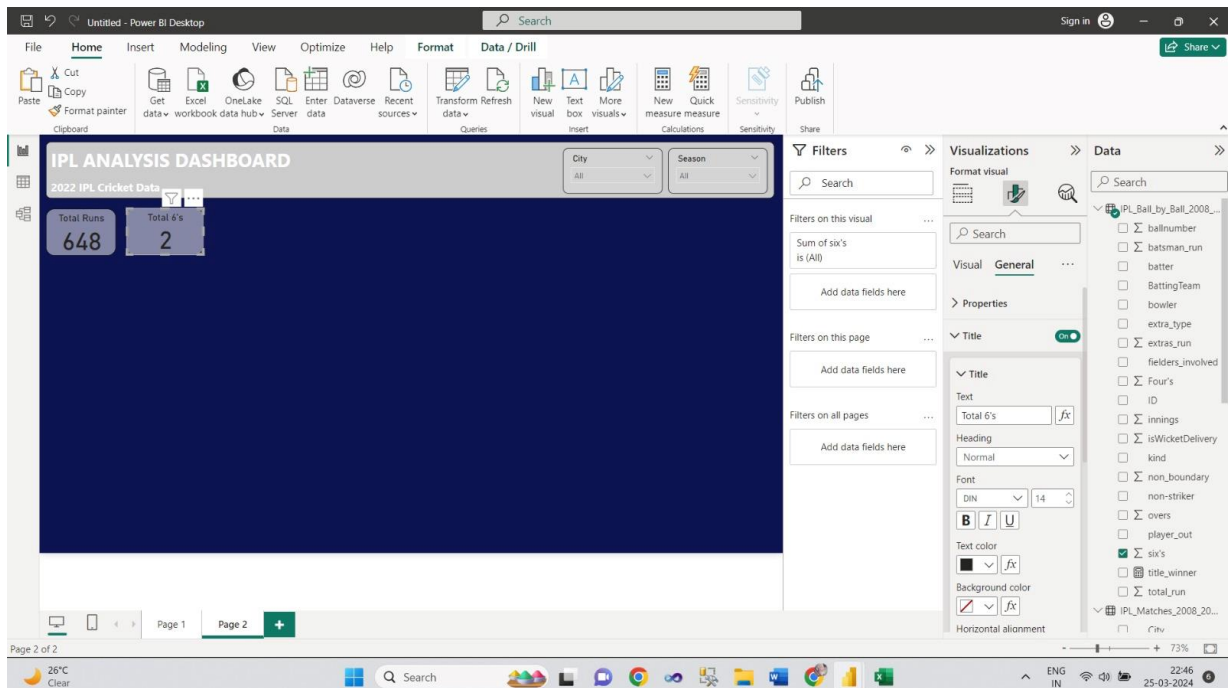 Untitled - Power BI Desktop
Search
Sign in
File Home Insert Modeling View Optimize Help Format Data / Drill
Share
Paste
Cut
Copy
Format painter
Get data
Excel workbook
OneLake data hub
SQL Server
Enter data
Dataverse
Recent sources
Transform data
Refresh
New visual
Text box
More visuals
New measure
Quick measure
Sensitivity
Publish
Clipboard Data Queries Insert Calculations Sensitivity Share
IPL ANALYSIS DASHBOARD
2022 IPL Cricket Data
City
All
Season
All
Total Runs
648
Total 6's
2
Filters
Search
Filters on this visual ...
Sum of six's
is (All)
Add data fields here
Filters on this page ...
Add data fields here
Filters on all pages ...
Add data fields here
Visualizations
Format visual
Search
Visual General ...
Properties
Title On
Title
Text
Total 6's fx
Heading
Normal
Font
DIN 14
B I U
Text color
fx
Background color
fx
Horizontal alignment
Data
Search
IPL_Ball_by_Ball_2008_...
ballnumber
batsman_run
batter
BattingTeam
bowler
extra_type
extras_run
fielders_involved
Four's
ID
innings
isWicketDelivery
kind
non_boundary
non-striker
overs
player_out
six's
title_winner
total_run
IPL_Matches_2008_20...
City
Page 1 Page 2 +
Page 2 of 2
- + 73%
26°C
Clear
Search
ENG
IN
22:46
25-03-2024
6